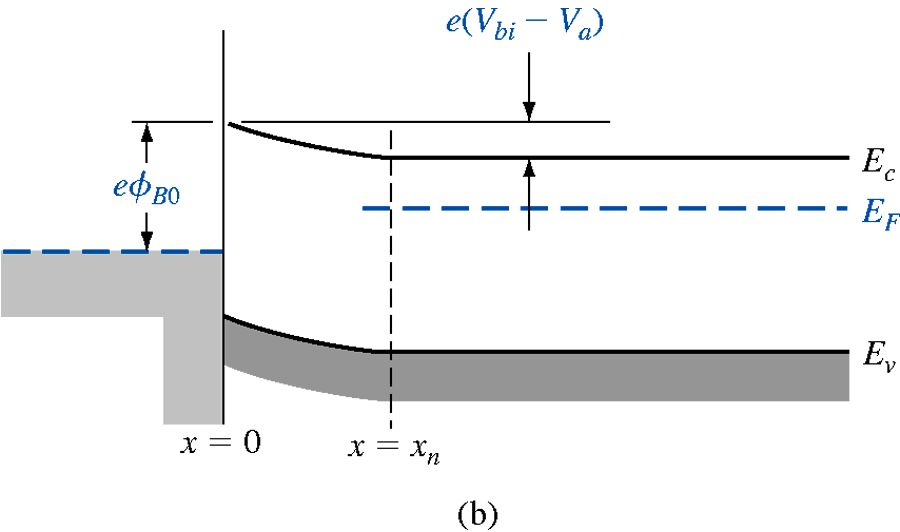 e(V_bi − V_a)
eϕ_B0
E_c
E_F
E_v
x = 0
x = x_n
(b)